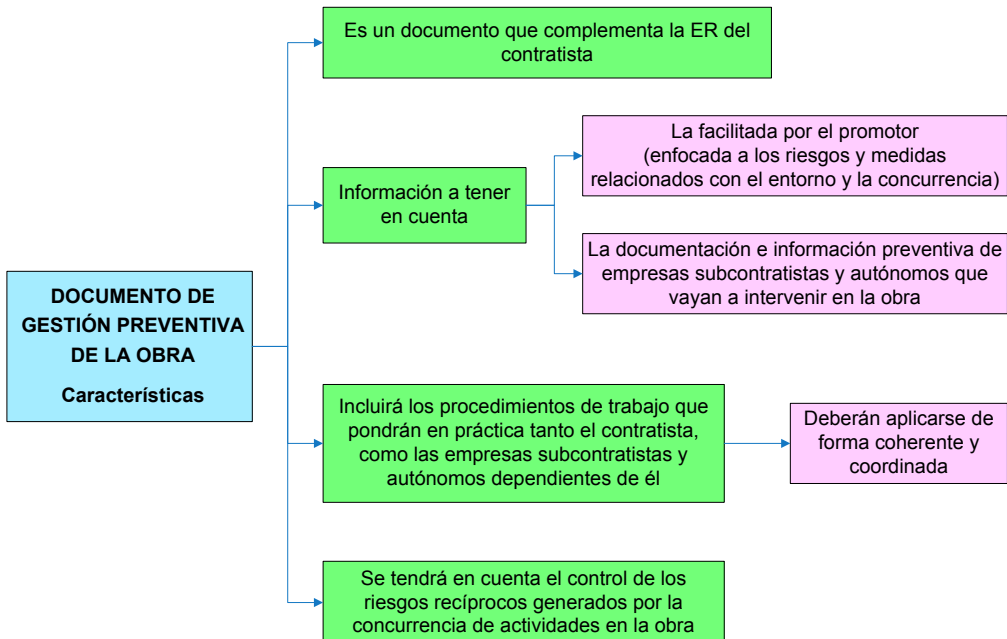 DOCUMENTO DE
GESTIÓN PREVENTIVA
DE LA OBRA
Características
Es un documento que complementa la ER del
contratista
Información a tener
en cuenta
La facilitada por el promotor
(enfocada a los riesgos y medidas
relacionados con el entorno y la concurrencia)
La documentación e información preventiva de
empresas subcontratistas y autónomos que
vayan a intervenir en la obra
Incluirá los procedimientos de trabajo que
pondrán en práctica tanto el contratista,
como las empresas subcontratistas y
autónomos dependientes de él
Deberán aplicarse de
forma coherente y
coordinada
Se tendrá en cuenta el control de los
riesgos recíprocos generados por la
concurrencia de actividades en la obra